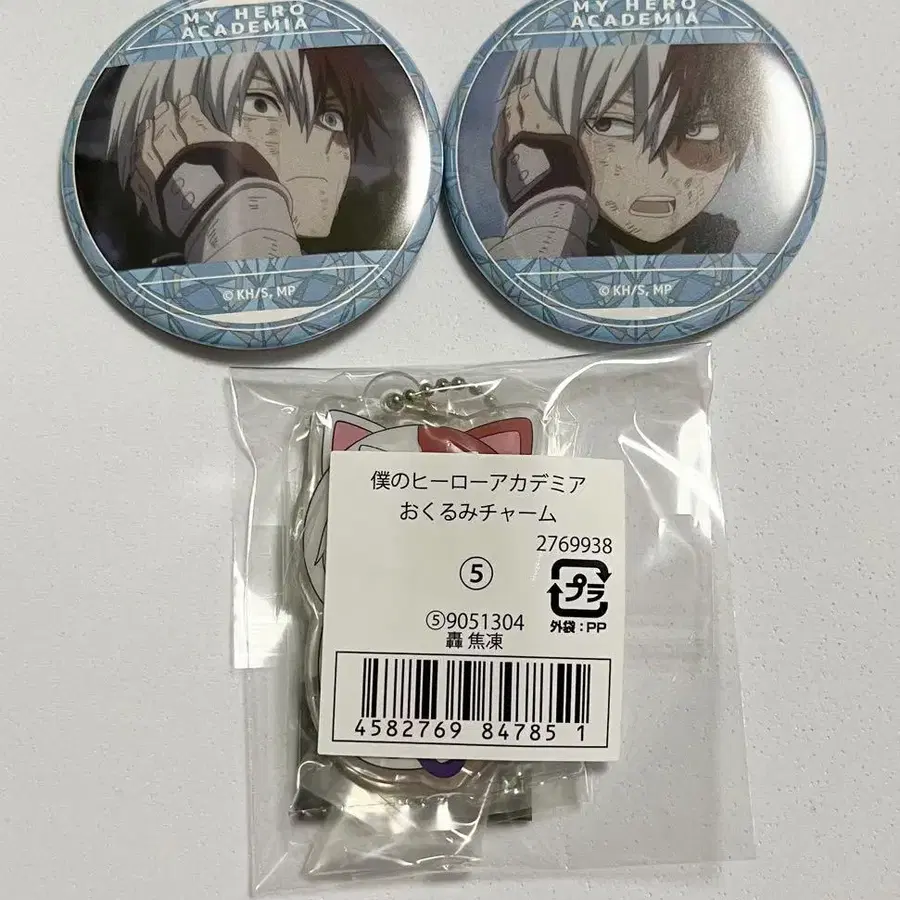 MY HERO
ACADEMIA
© KH/S, MP
MY HERO
ACADEMIA
© KH/S, MP
僕のヒーローアカデミア
おくるみチャーム
2769938
⑤
プラ
外袋:PP
⑤9051304
轟 焦凍
4582769 84785 1